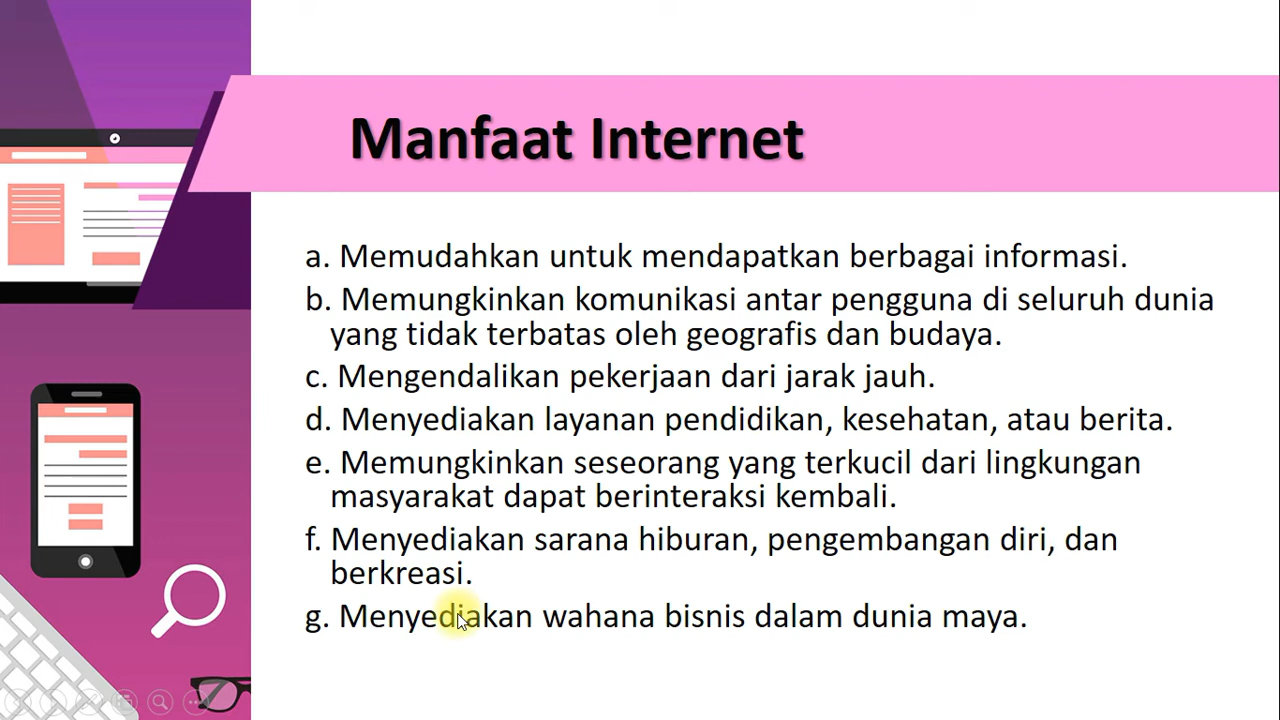 Manfaat Internet
a. Memudahkan untuk mendapatkan berbagai informasi.
b. Memungkinkan komunikasi antar pengguna di seluruh dunia
yang tidak terbatas oleh geografis dan budaya.
c. Mengendalikan pekerjaan dari jarak jauh.
d. Menyediakan layanan pendidikan, kesehatan, atau berita.
e. Memungkinkan seseorang yang terkucil dari lingkungan
masyarakat dapat berinteraksi kembali.
f. Menyediakan sarana hiburan, pengembangan diri, dan
berkreasi.
g. Menyediakan wahana bisnis dalam dunia maya.